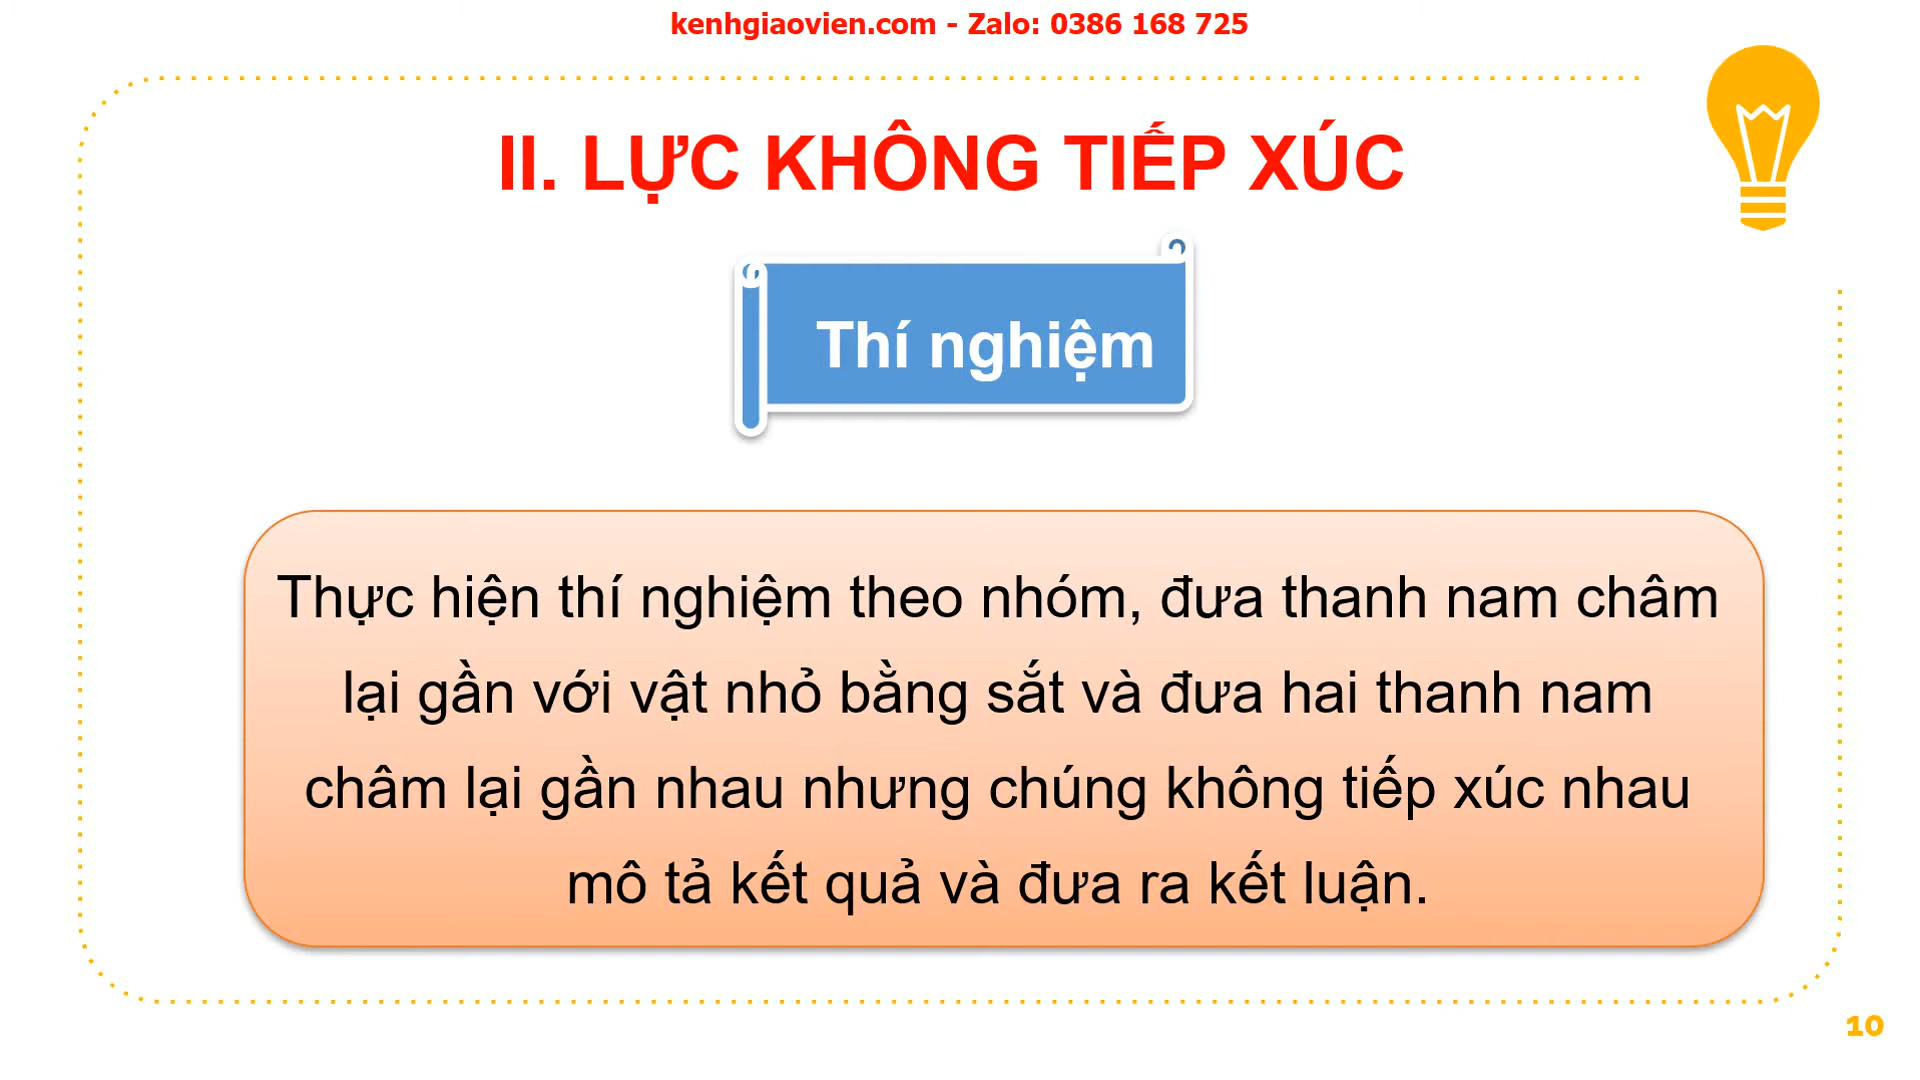 kenhgiaovien.com - Zalo: 0386 168 725
II. LỰC KHÔNG TIẾP XÚC
Thí nghiệm
Thực hiện thí nghiệm theo nhóm, đưa thanh nam châm
lại gần với vật nhỏ bằng sắt và đưa hai thanh nam
châm lại gần nhau nhưng chúng không tiếp xúc nhau
mô tả kết quả và đưa ra kết luận.
10